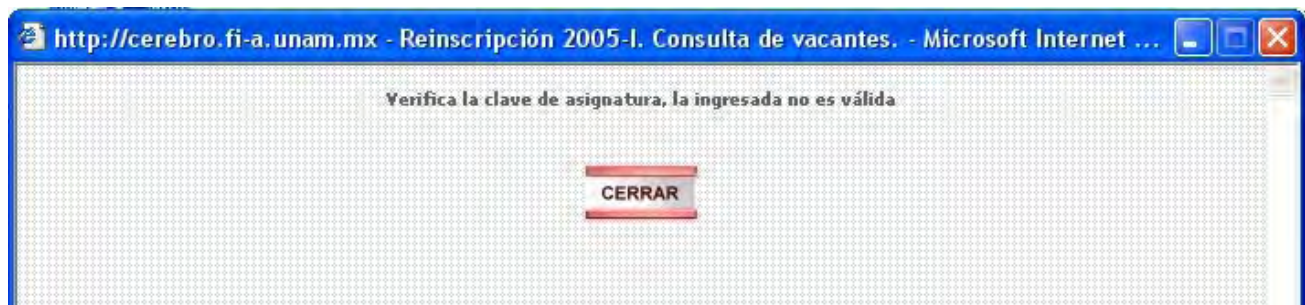 http://cerebro.fi-a.unam.mx - Reinscripción 2005-I. Consulta de vacantes. - Microsoft Internet ...
Verifica la clave de asignatura, la ingresada no es válida
CERRAR